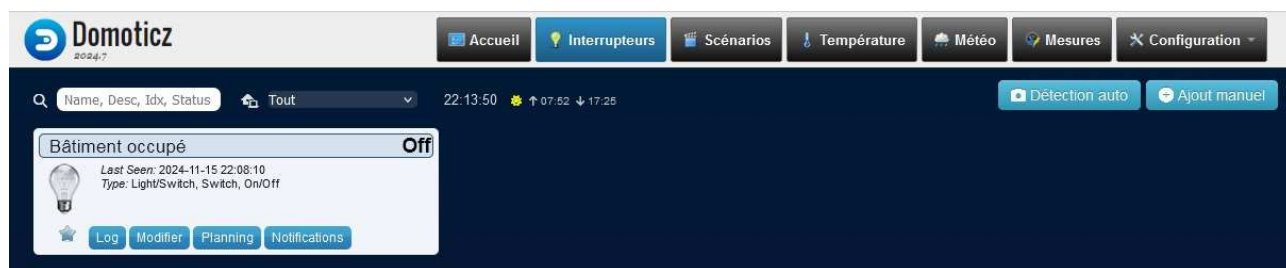 Domoticz
2024.7
Accueil Interrupteurs Scénarios Température Météo Mesures Configuration
Name, Desc, Idx, Status Tout 22:13:50 07:52 17:25 Détection auto Ajout manuel
Bâtiment occupé Off
Last Seen: 2024-11-15 22:08:10
Type: Light/Switch, Switch, On/Off
Log Modifier Planning Notifications